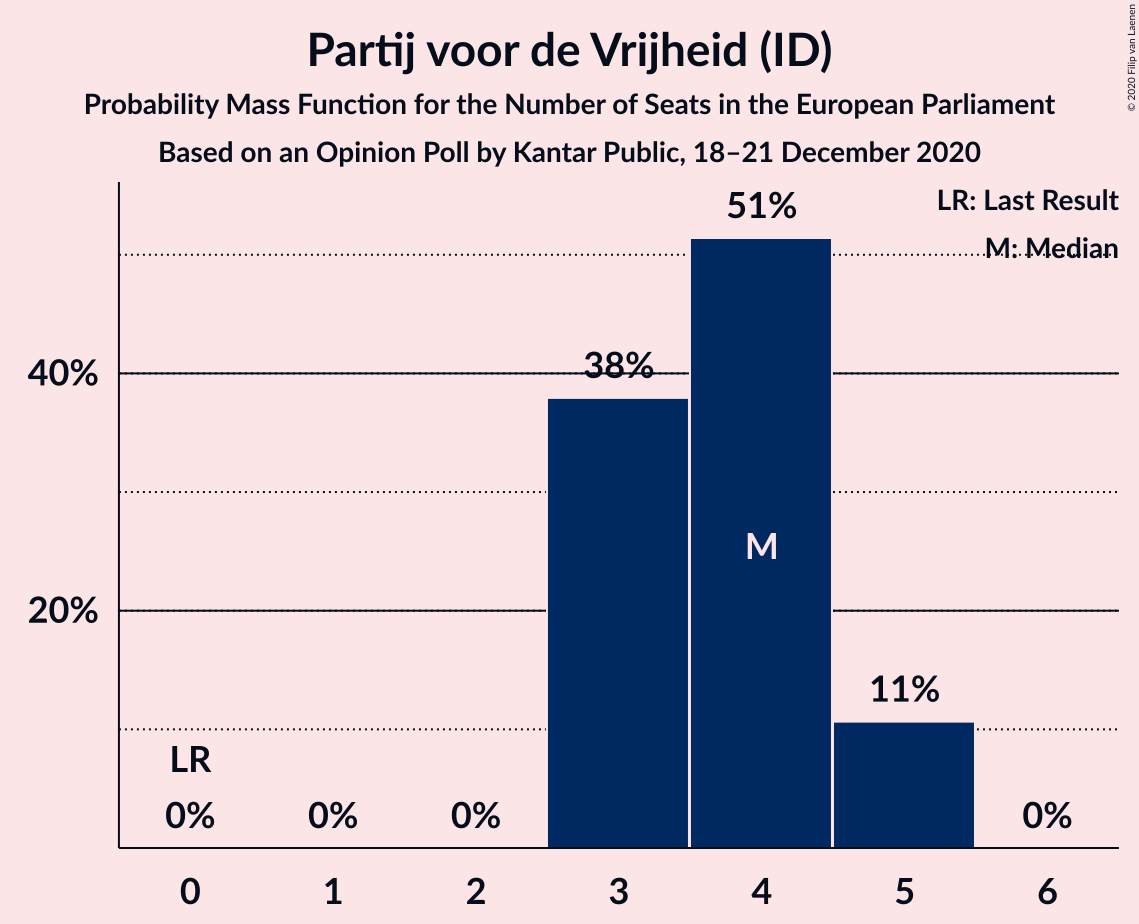 Partij voor de Vrijheid (ID)
Probability Mass Function for the Number of Seats in the European Parliament
Based on an Opinion Poll by Kantar Public, 18–21 December 2020
© 2020 Filip van Laenen
LR: Last Result
M: Median
51%
40%
38%
M
20%
11%
LR
0%
0%
0%
0%
0
1
2
3
4
5
6